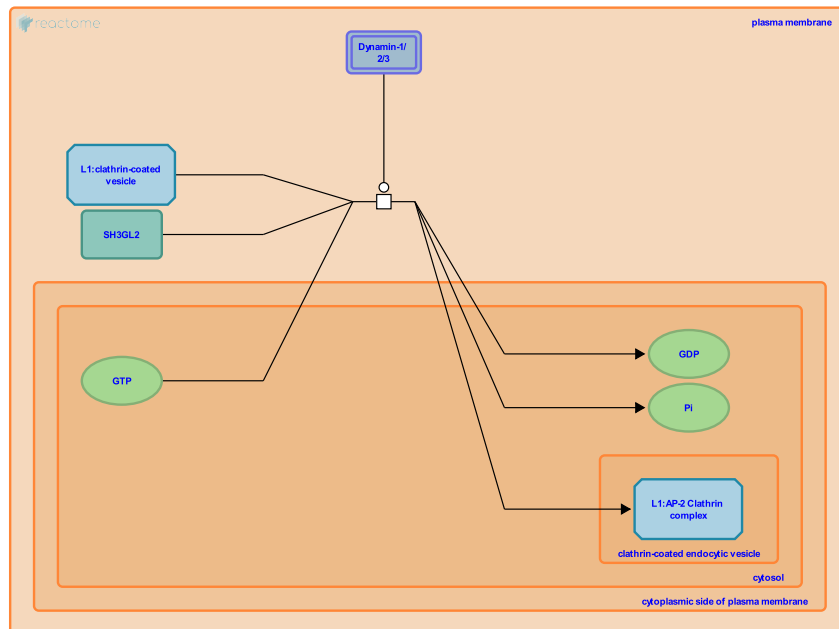 reactome
plasma membrane
Dynamin-1/
2/3
L1:clathrin-coated
vesicle
SH3GL2
GTP
GDP
Pi
L1:AP-2 Clathrin
complex
clathrin-coated endocytic vesicle
cytosol
cytoplasmic side of plasma membrane